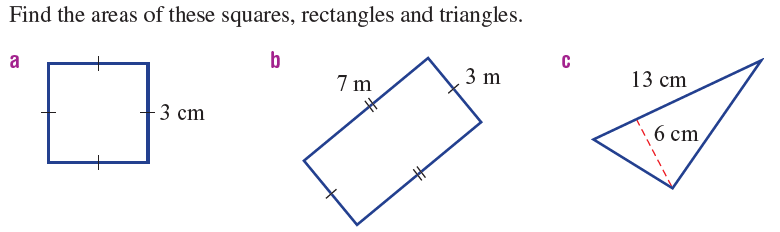 Find the areas of these squares, rectangles and triangles.
a
3 cm
b
7 m
3 m
c
13 cm
6 cm